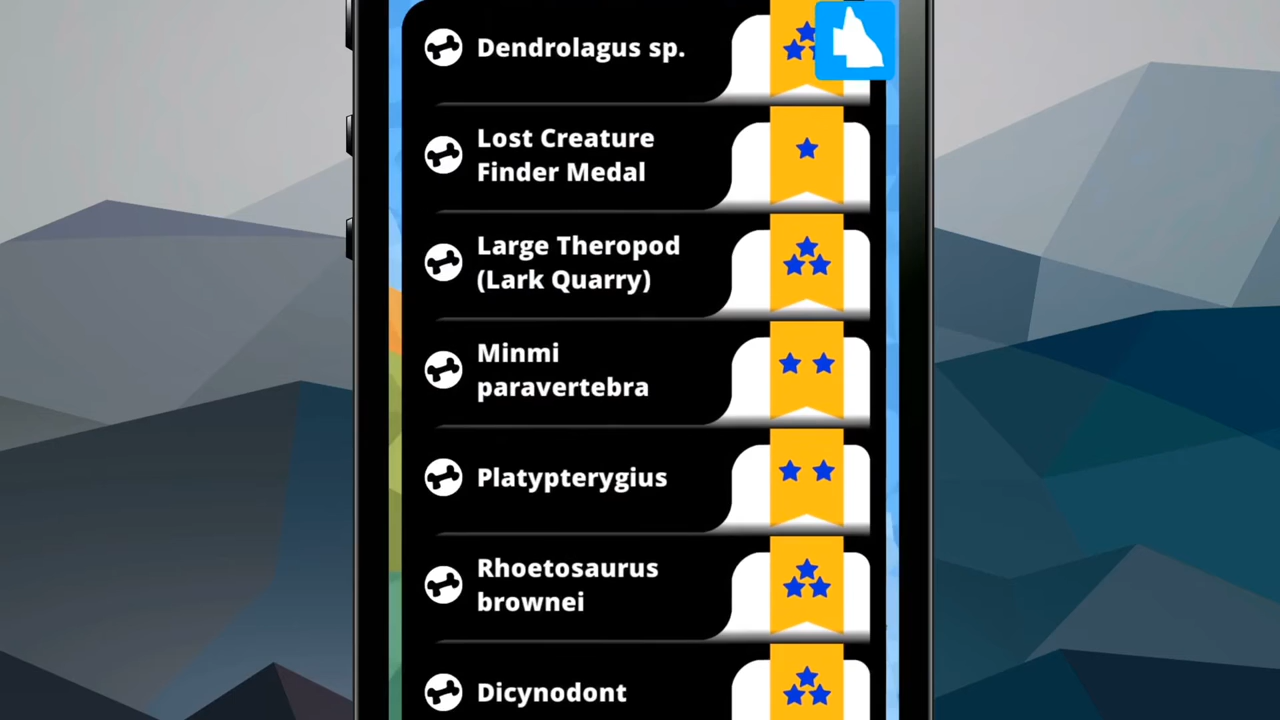 Dendrolagus sp.
Lost Creature
Finder Medal
Large Theropod
(Lark Quarry)
Minmi
paravertebra
Platypterygius
Rhoetosaurus
brownei
Dicynodont